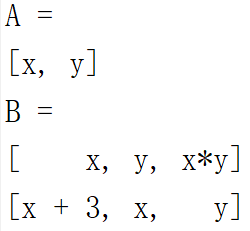 A =
[x, y]
B =
[    x, y, x*y]
[x + 3, x,   y]